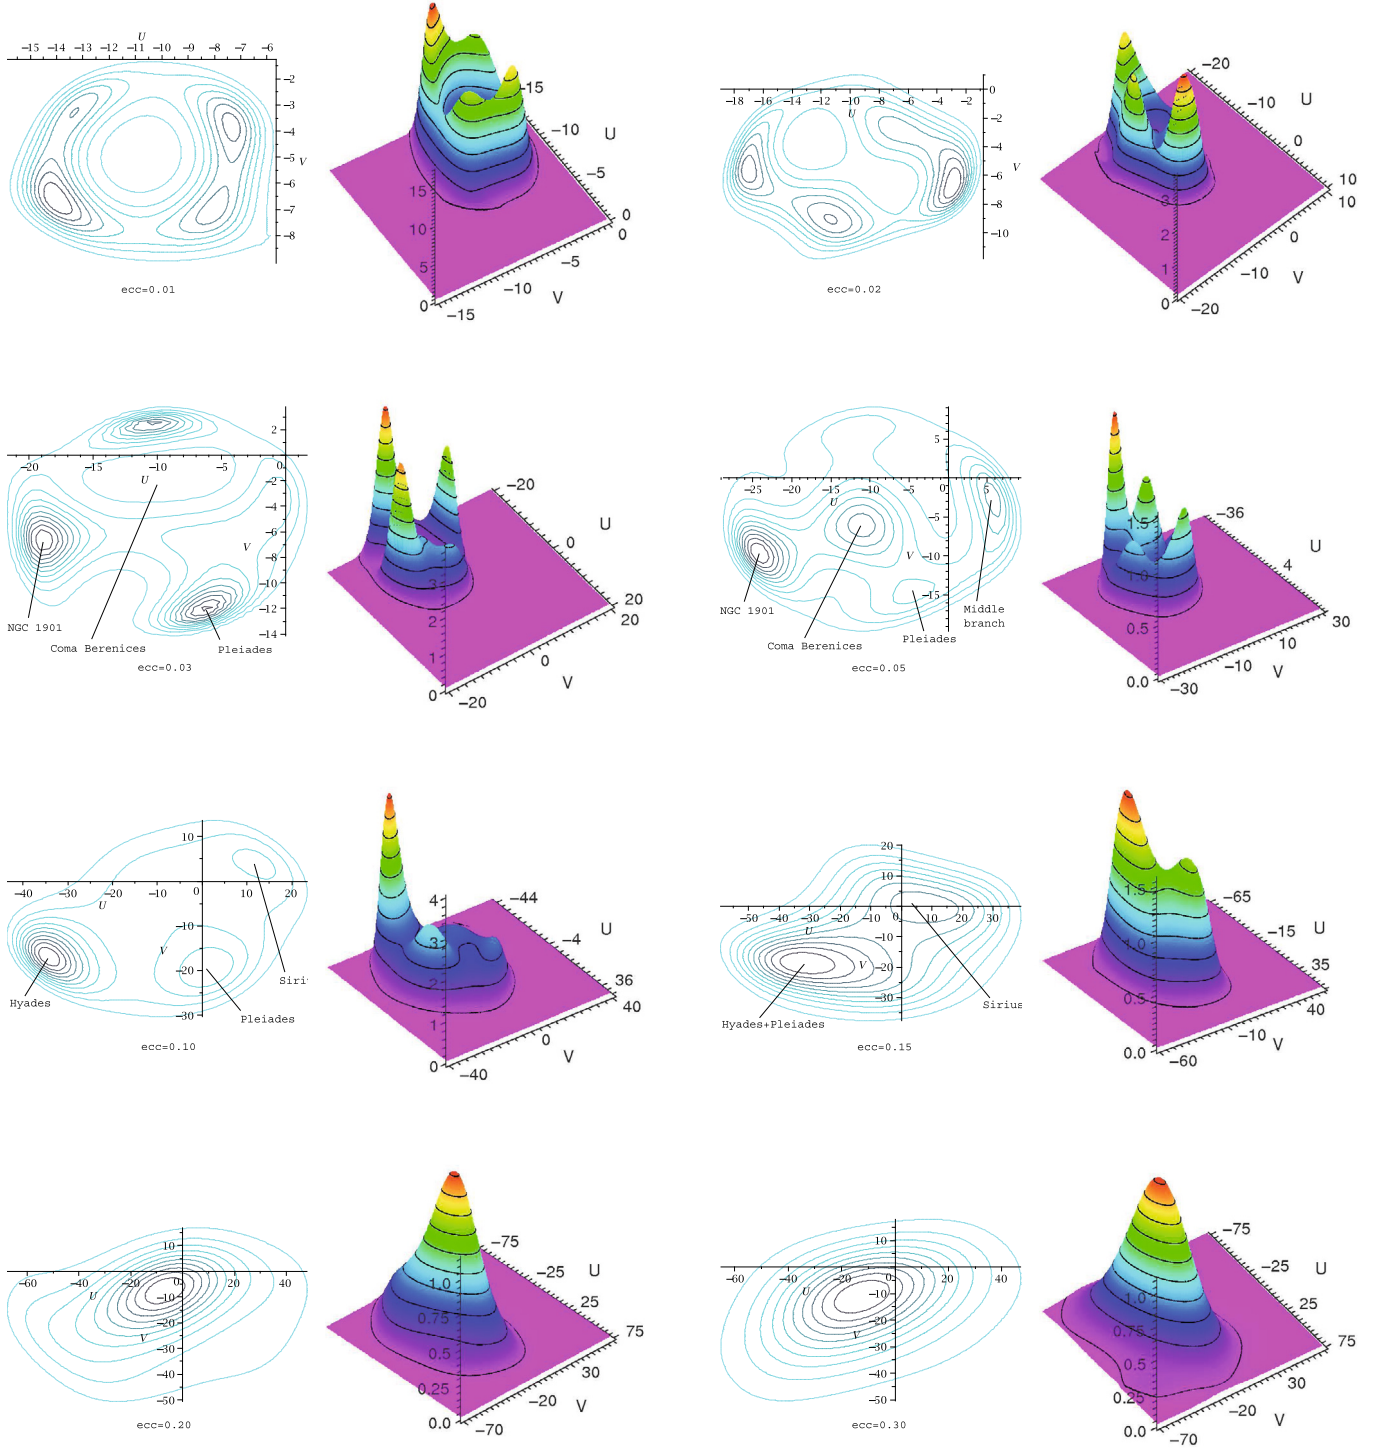 U
−15 −14 −13 −12 −11 −10 −9 −8 −7 −6
−2
−3
−4
−5
V
−6
−7
−8
ecc=0.01
15
10
5
0
−15
−10
−5
0
V
−15
−10
−5
0
U
−18 −16 −14 −12 −10 −8 −6 −4 −2
0
U
−2
−4
V
−6
−8
−10
ecc=0.02
3
2
1
0
−20
−10
0
10
V
−20
−10
0
10
U
2
−20 −15 −10 −5 0
U
−2
−4
−6
V
−8
−10
−12
−14
NGC 1901
Coma Berenices
Pleiades
ecc=0.03
3
2
1
0
−20
0
20
V
−20
0
20
U
5
−25 −20 −15 −10 −5 0 5
U
−5
V
−10
−15
NGC 1901
Coma Berenices
Pleiades
Middle
branch
ecc=0.05
1.5
1.0
0.5
0.0
−30
−10
10
30
V
−36
4
U
10
−40 −30 −20 −10 0 10 20
U
V
−10
−20
−30
Hyades
Pleiades
Siri
ecc=0.10
4
3
2
1
0
−40
0
40
V
−44
−4
36
U
20
10
−50 −40 −30 −20 −10 0 10 20 30
U
−10
V
−20
−30
Hyades+Pleiades
Sirius
ecc=0.15
1.5
1.0
0.5
0.0
−60
−10
40
V
−65
−15
35
U
10
−60 −40 −20 0 20 40
U
−10
−20
V
−30
−40
−50
ecc=0.20
1.0
0.75
0.5
0.25
0.0
−70
−20
30
V
−75
−25
25
75
U
10
−60 −40 −20 0 20 40
U
−10
−20
V
−30
−40
−50
ecc=0.30
1.0
0.75
0.5
0.25
0.0
−70
−20
30
V
−75
−25
25
75
U